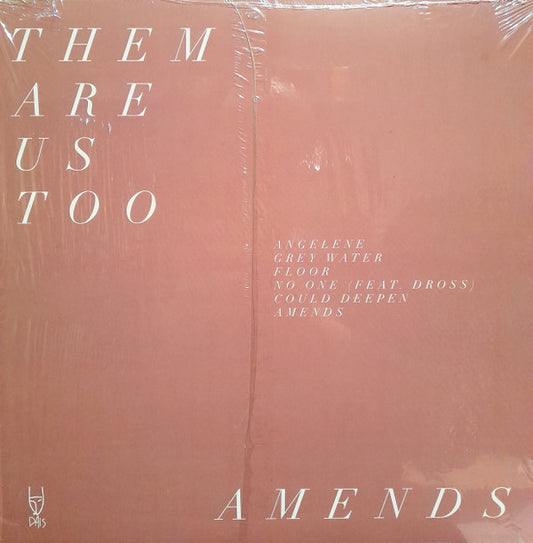 THEM
ARE
US
TOO
ANGELENE
GREY WATER
FLOOR
NO ONE (FEAT. DROSS)
COULD DEEPEN
AMENDS
DAIS
AMENDS